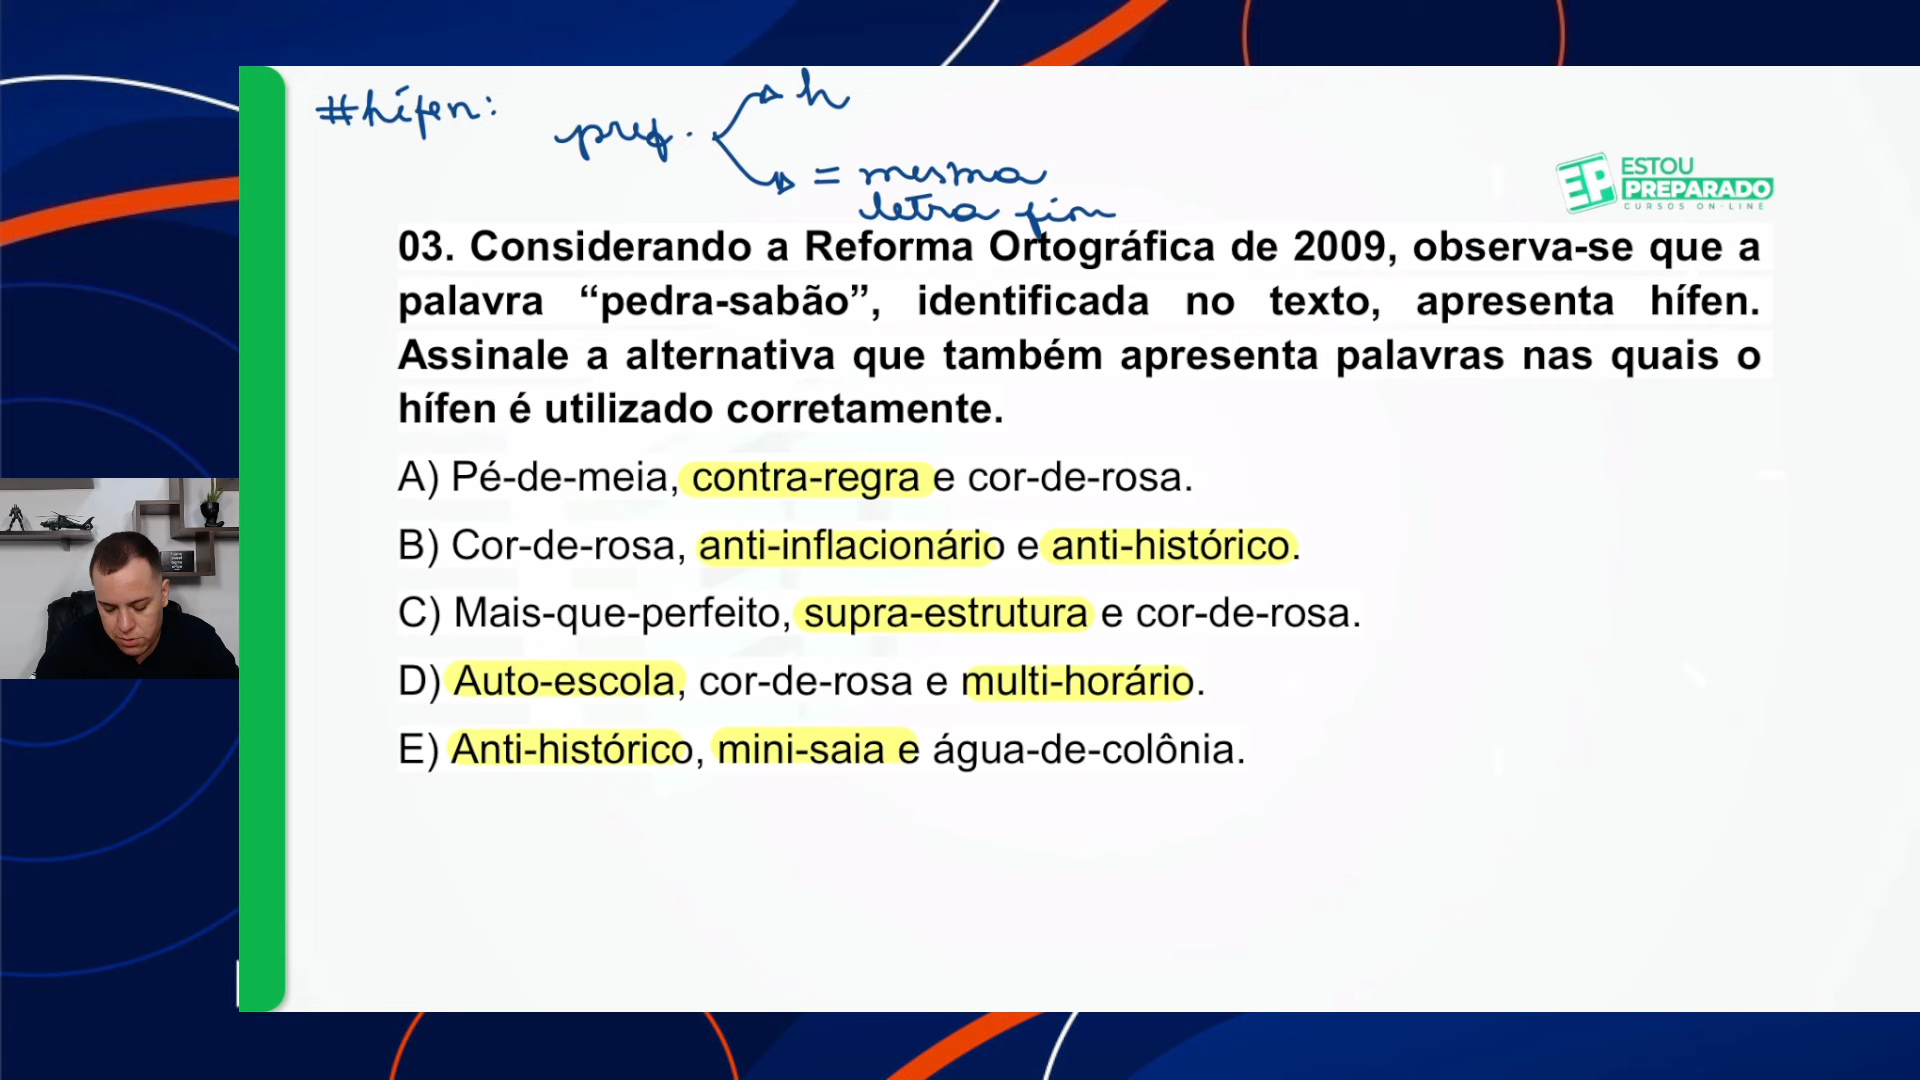 #hífen:
pref. h
= mesma
letra fim
ESTOU
EP PREPARADO
CURSOS ON-LINE
03. Considerando a Reforma Ortográfica de 2009, observa-se que a
palavra “pedra-sabão”, identificada no texto, apresenta hífen.
Assinale a alternativa que também apresenta palavras nas quais o
hífen é utilizado corretamente.
A) Pé-de-meia, contra-regra e cor-de-rosa.
B) Cor-de-rosa, anti-inflacionário e anti-histórico.
C) Mais-que-perfeito, supra-estrutura e cor-de-rosa.
D) Auto-escola, cor-de-rosa e multi-horário.
E) Anti-histórico, mini-saia e água-de-colônia.